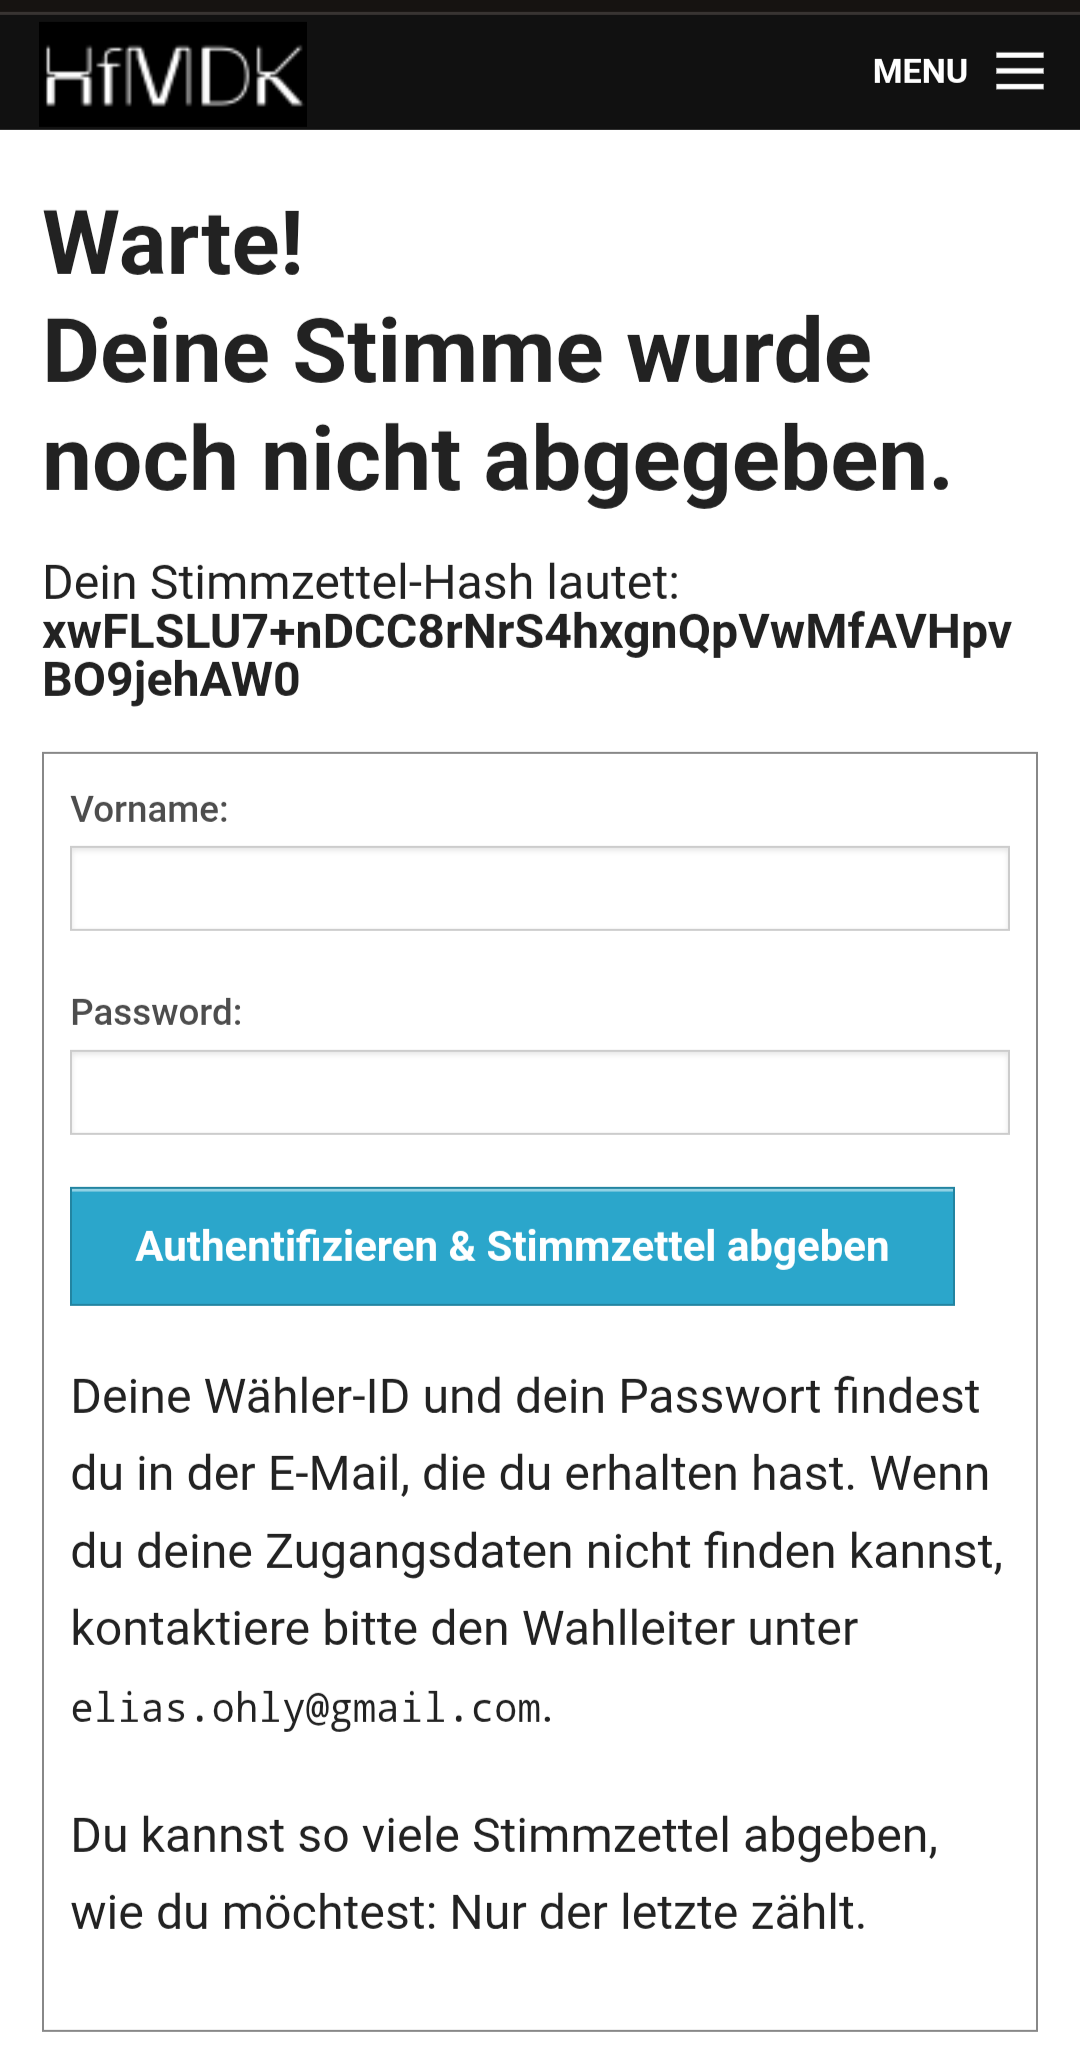 HfMDK
MENU
Warte!
Deine Stimme wurde
noch nicht abgegeben.
Dein Stimmzettel-Hash lautet:
xwFLSLU7+nDCC8rNrS4hxgnQpVwMfAVHpv
BO9jehAW0
Vorname:
Password:
Authentifizieren & Stimmzettel abgeben
Deine Wähler-ID und dein Passwort findest
du in der E-Mail, die du erhalten hast. Wenn
du deine Zugangsdaten nicht finden kannst,
kontaktiere bitte den Wahlleiter unter
elias.ohly@gmail.com.
Du kannst so viele Stimmzettel abgeben,
wie du möchtest: Nur der letzte zählt.